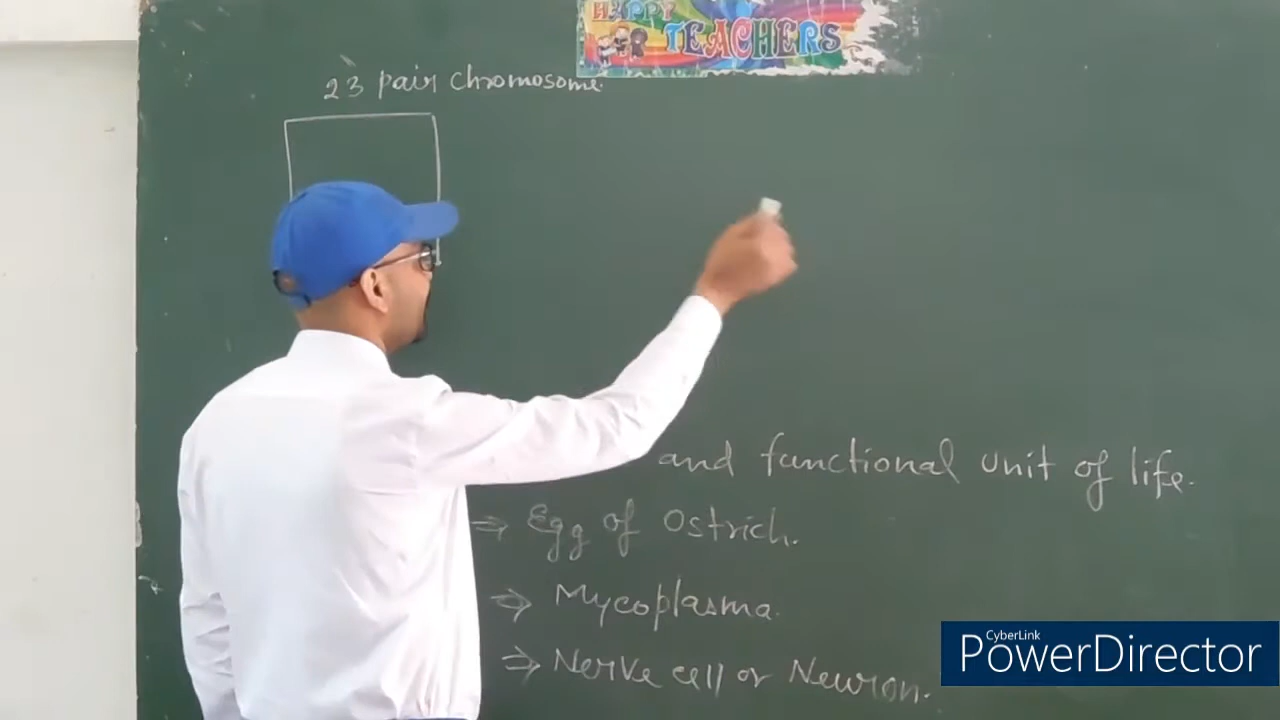 HAPPY
TEACHERS
23 pair chromosome.
and functional unit of life.
⇒ Egg of Ostrich.
⇒ Mycoplasma.
⇒ Nerve cell or Neuron.
CyberLink
PowerDirector